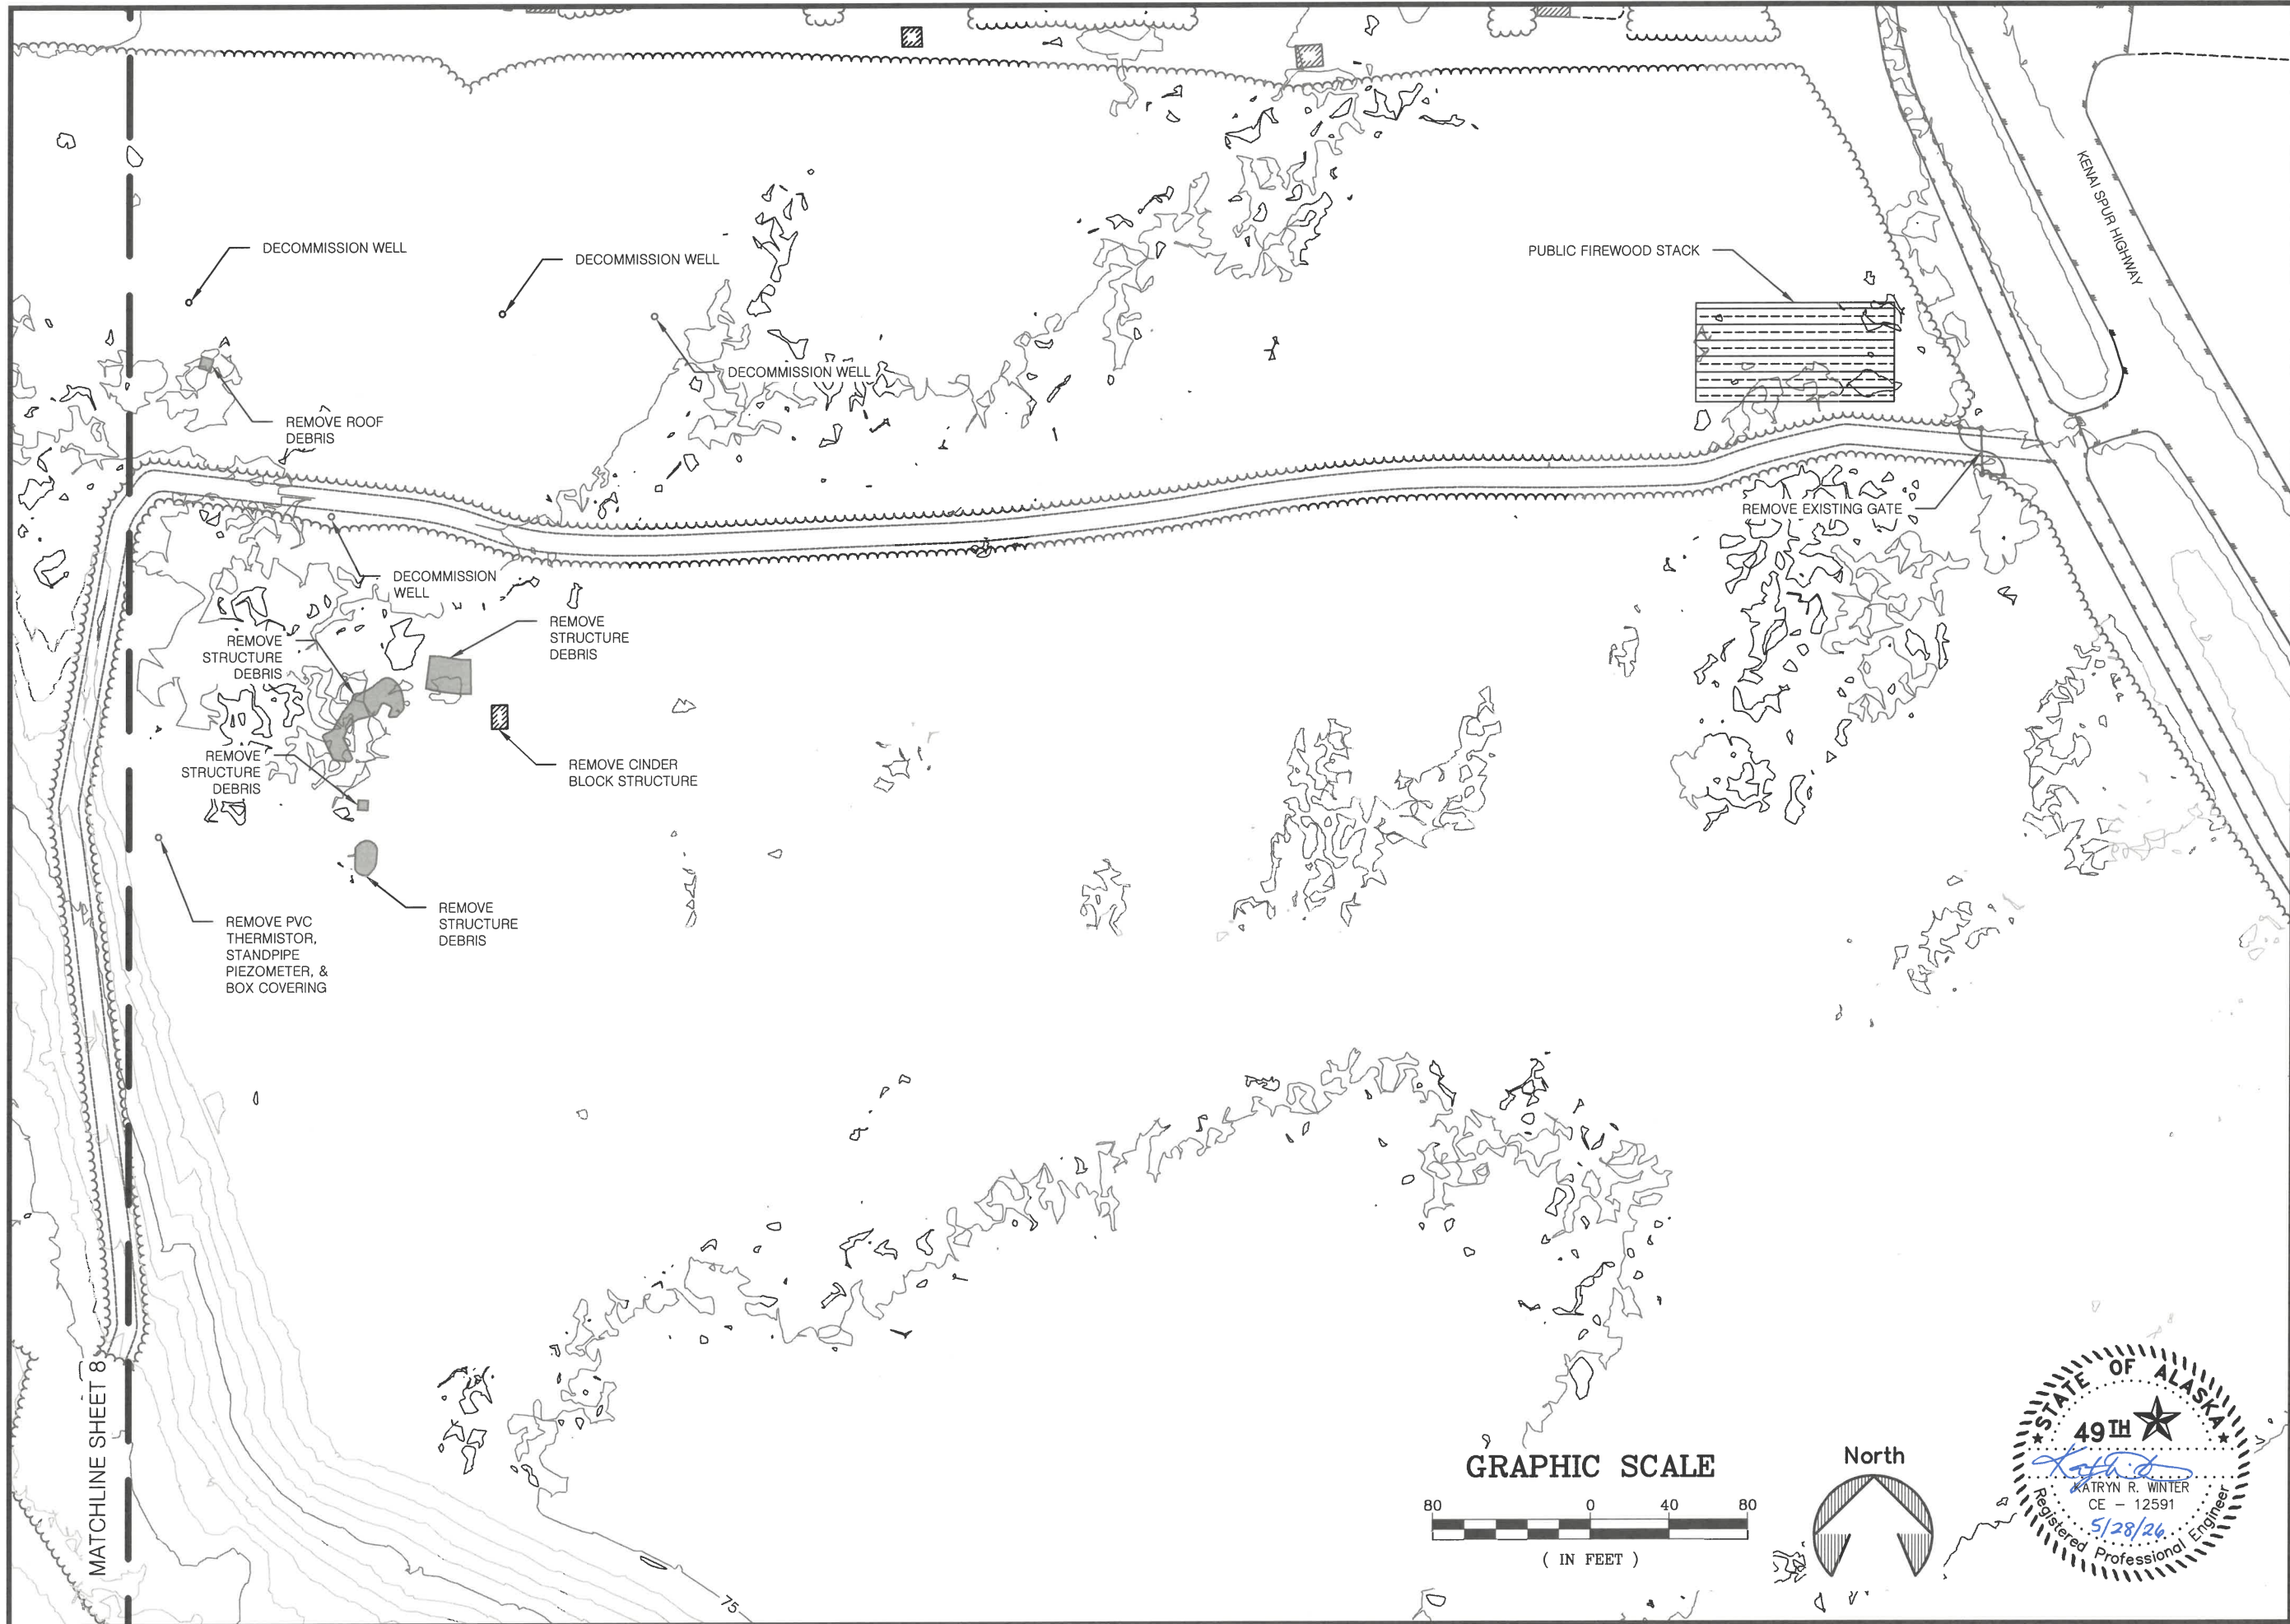 KENAI SPUR HIGHWAY
DECOMMISSION WELL
DECOMMISSION WELL
PUBLIC FIREWOOD STACK
DECOMMISSION WELL
REMOVE ROOF
DEBRIS
REMOVE EXISTING GATE
DECOMMISSION
WELL
REMOVE
STRUCTURE
DEBRIS
REMOVE
STRUCTURE
DEBRIS
REMOVE
STRUCTURE
DEBRIS
REMOVE CINDER
BLOCK STRUCTURE
REMOVE PVC
THERMISTOR,
STANDPIPE
PIEZOMETER, &
BOX COVERING
REMOVE
STRUCTURE
DEBRIS
MATCHLINE SHEET 8
75
GRAPHIC SCALE
80 0 40 80
( IN FEET )
North
STATE OF ALASKA
49TH
KATRYN R. WINTER
CE - 12591
5/28/26
Registered Professional Engineer